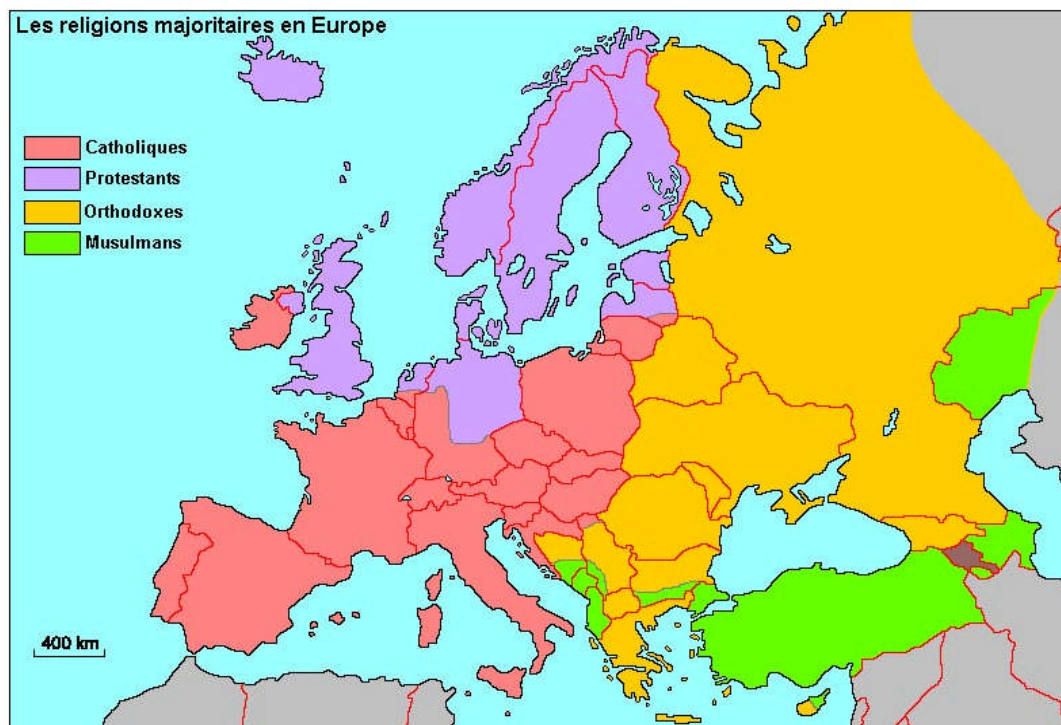 Les religions majoritaires en Europe
Catholiques
Protestants
Orthodoxes
Musulmans
400 km